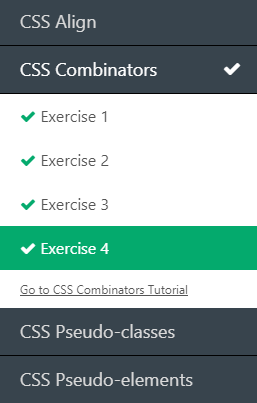 CSS Align
CSS Combinators
Exercise 1
Exercise 2
Exercise 3
Exercise 4
Go to CSS Combinators Tutorial
CSS Pseudo-classes
CSS Pseudo-elements